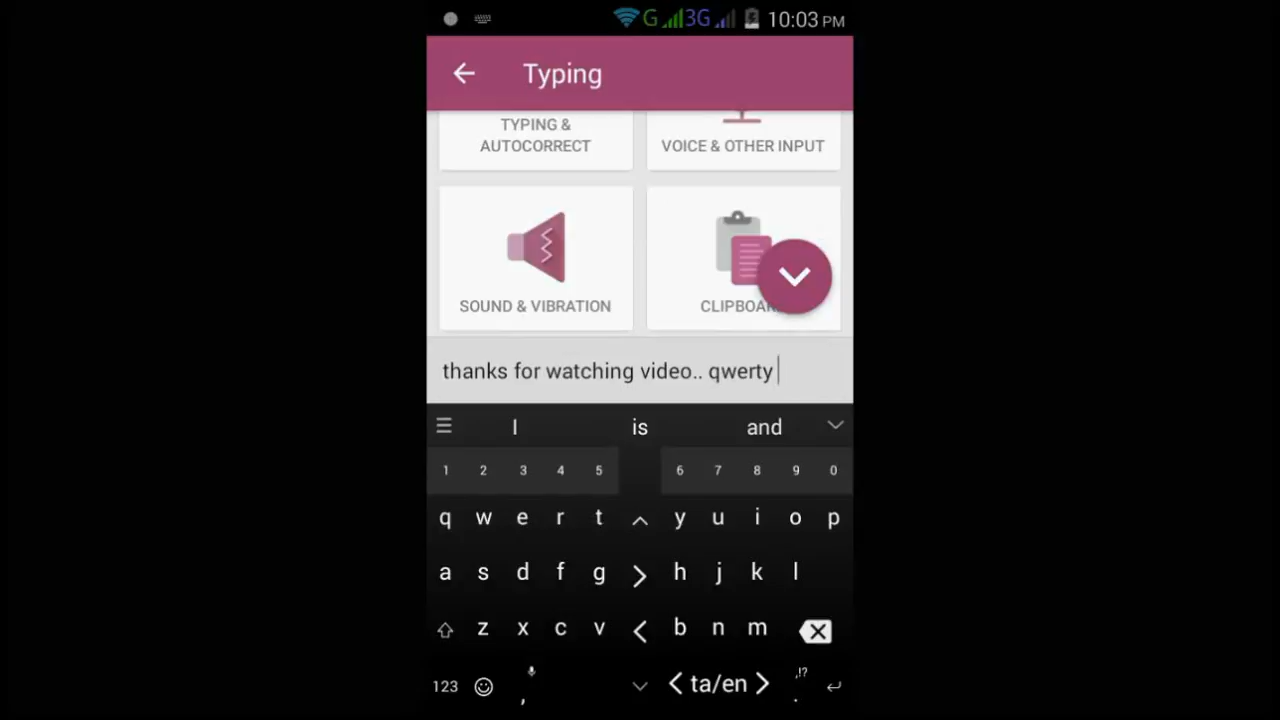 G 3G 10:03 PM
Typing
TYPING &
AUTOCORRECT
VOICE & OTHER INPUT
SOUND & VIBRATION
CLIPBOAR
thanks for watching video.. qwerty
I is and
1 2 3 4 5 6 7 8 9 0
q w e r t y u i o p
a s d f g h j k l
z x c v b n m
123 , < ta/en > ,!? .